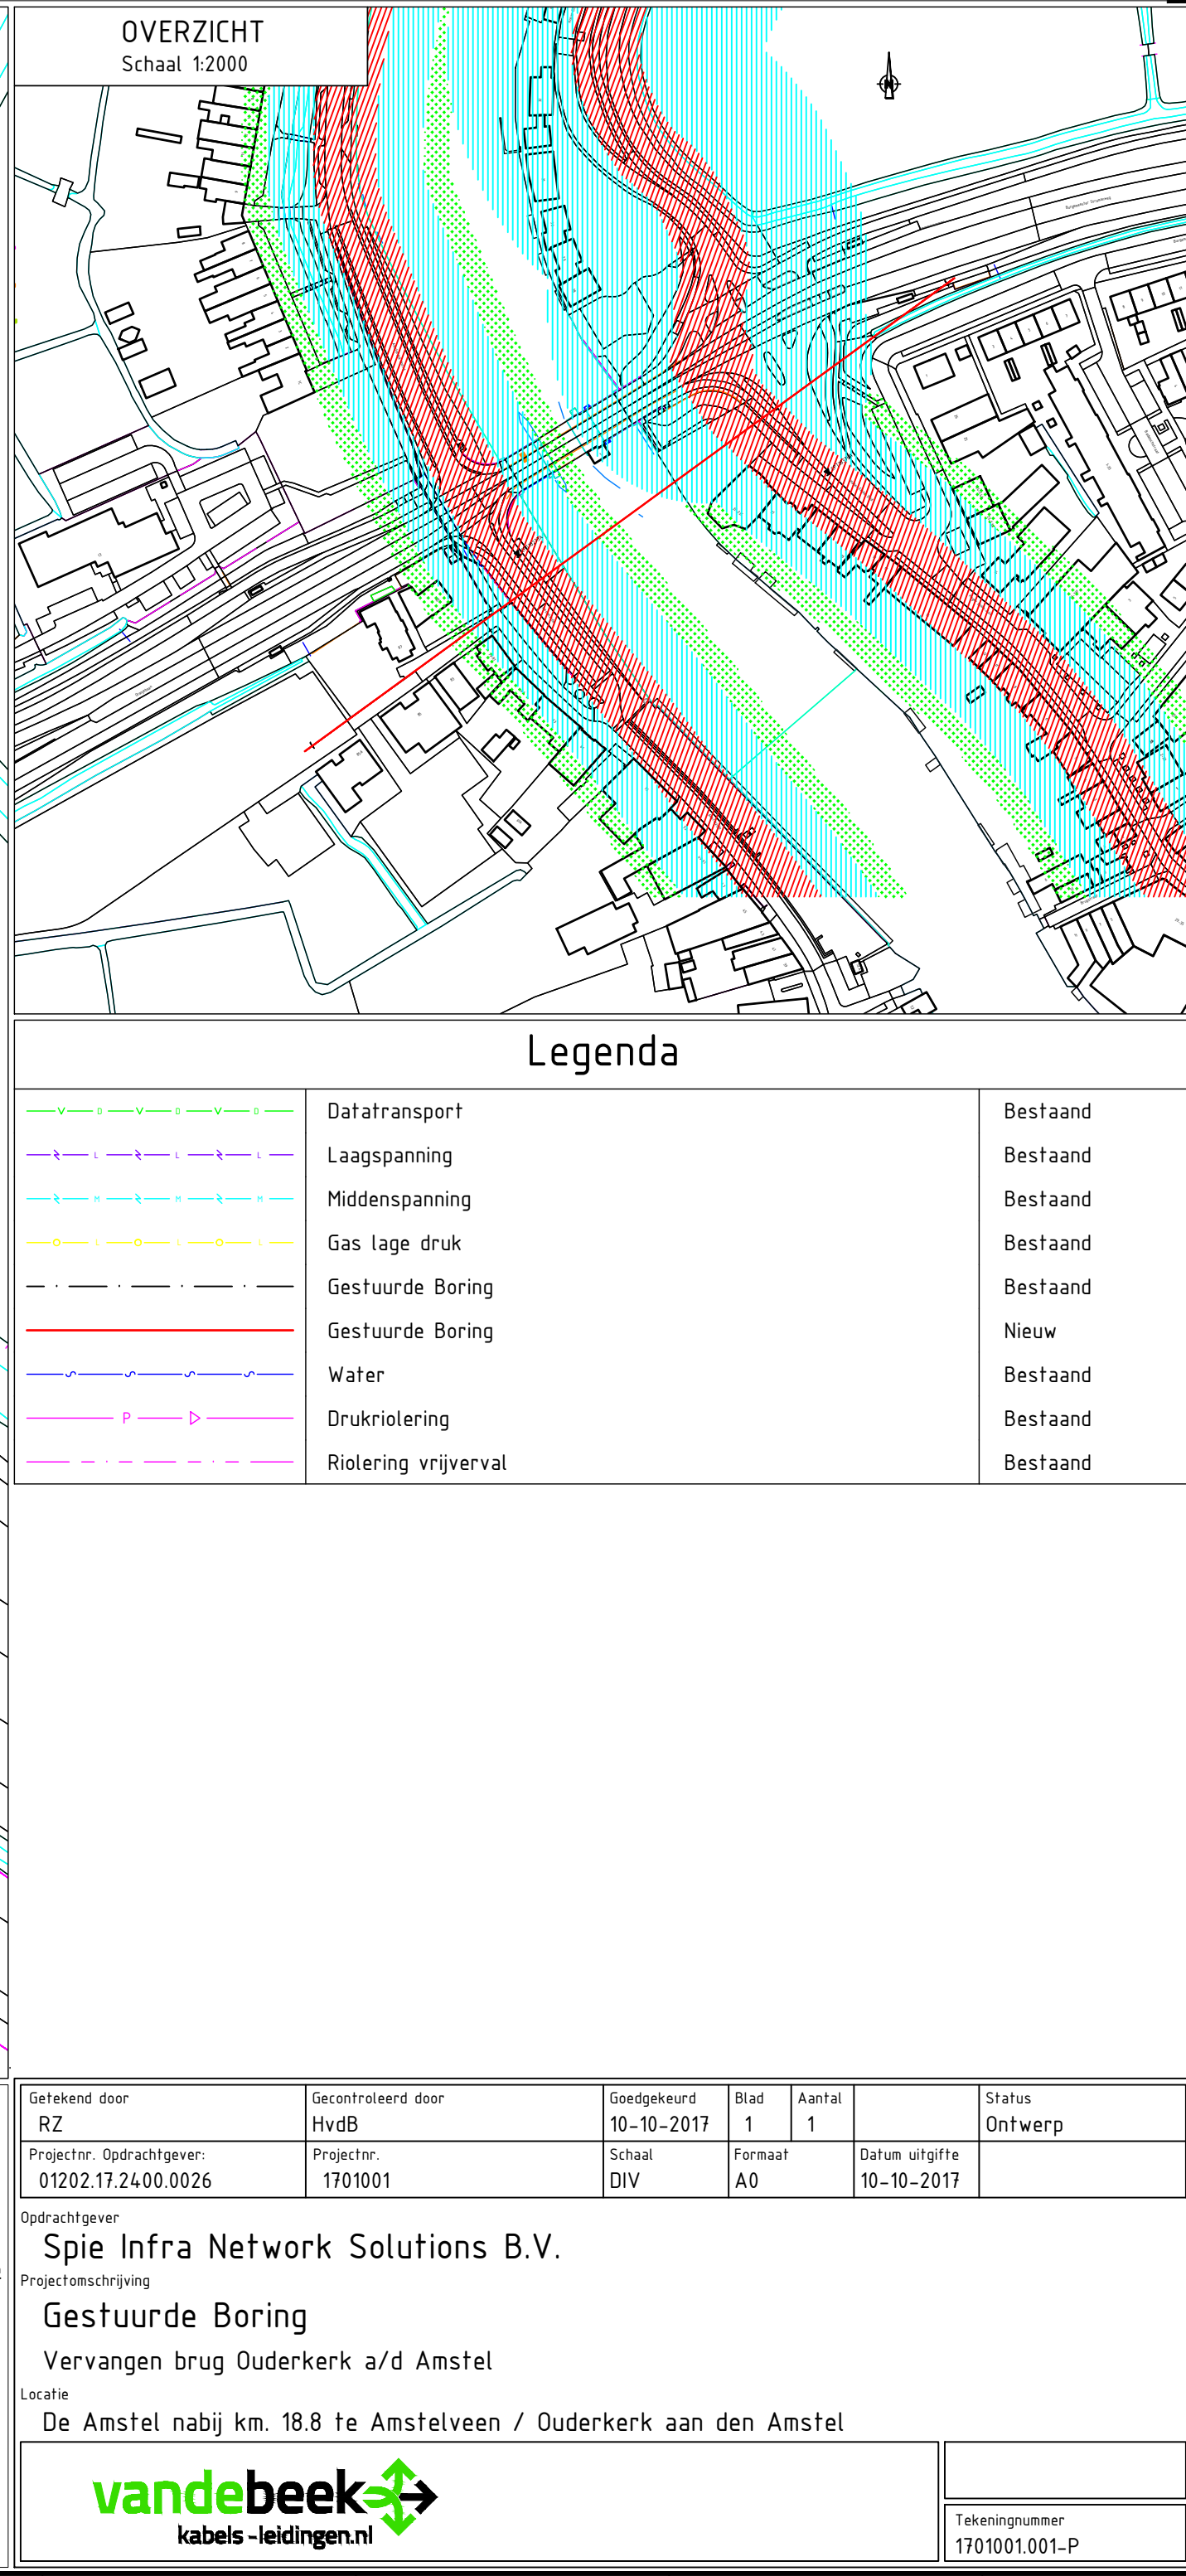 OVERZICHT
Schaal 1:2000
Legenda
Datatransport Bestaand
Laagspanning Bestaand
Middenspanning Bestaand
Gas lage druk Bestaand
Gestuurde Boring Bestaand
Gestuurde Boring Nieuw
Water Bestaand
P Drukriolering Bestaand
Riolering vrijverval Bestaand
Getekend door Gecontroleerd door Goedgekeurd Blad Aantal Status
RZ HvdB 10-10-2017 1 1 Ontwerp
Projectnr. Opdrachtgever: Projectnr. Schaal Formaat Datum uitgifte
01202.17.2400.0026 1701001 DIV A0 10-10-2017
Opdrachtgever
Spie Infra Network Solutions B.V.
Projectomschrijving
Gestuurde Boring
Vervangen brug Ouderkerk a/d Amstel
Locatie
De Amstel nabij km. 18.8 te Amstelveen / Ouderkerk aan den Amstel
vandebeek
kabels-leidingen.nl
Tekeningnummer
1701001.001-P